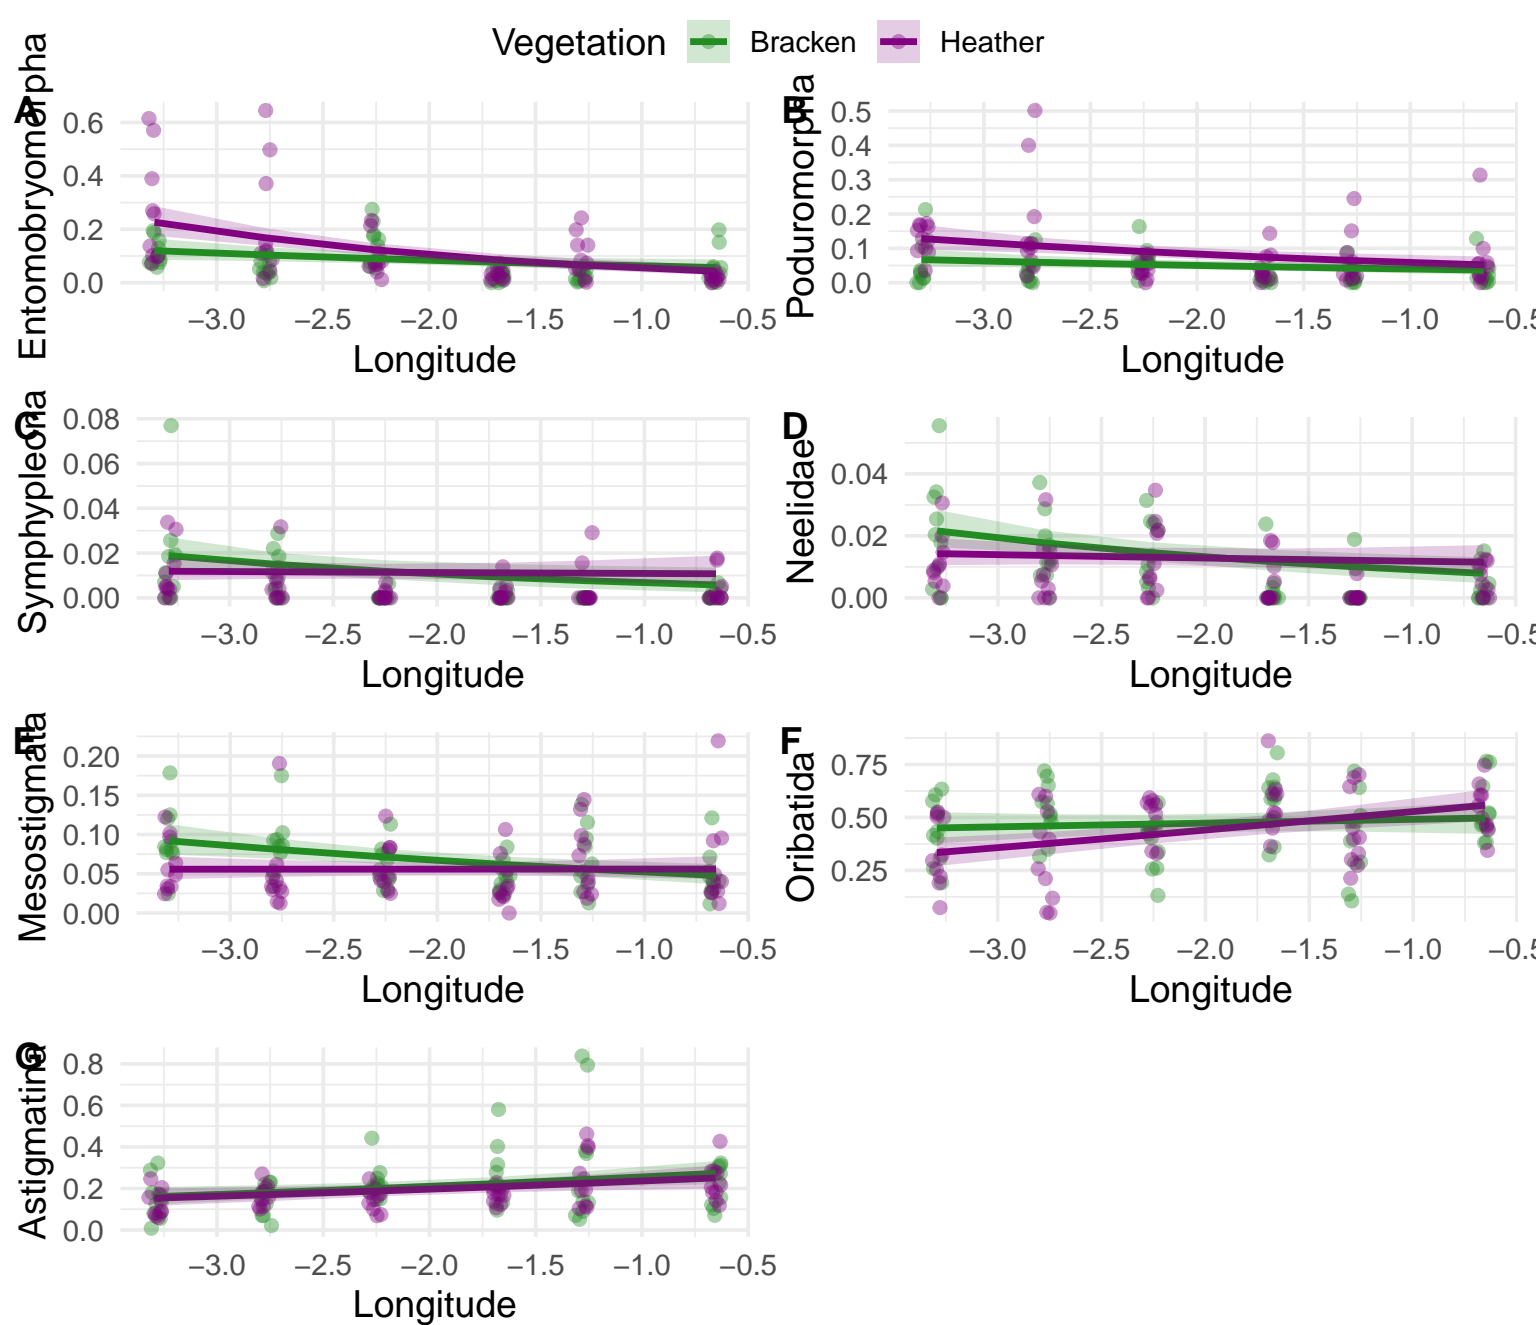 Vegetation Bracken Heather
A
Entomobryomorpha
0.6
0.4
0.2
0.0
−3.0 −2.5 −2.0 −1.5 −1.0 −0.5
Longitude
B
Poduromorpha
0.5
0.4
0.3
0.2
0.1
0.0
−3.0 −2.5 −2.0 −1.5 −1.0 −0.5
Longitude
C
Symphypleona
0.08
0.06
0.04
0.02
0.00
−3.0 −2.5 −2.0 −1.5 −1.0 −0.5
Longitude
D
Neelidae
0.04
0.02
0.00
−3.0 −2.5 −2.0 −1.5 −1.0 −0.5
Longitude
E
Mesostigmata
0.20
0.15
0.10
0.05
0.00
−3.0 −2.5 −2.0 −1.5 −1.0 −0.5
Longitude
F
Oribatida
0.75
0.50
0.25
−3.0 −2.5 −2.0 −1.5 −1.0 −0.5
Longitude
G
Astigmatina
0.8
0.6
0.4
0.2
0.0
−3.0 −2.5 −2.0 −1.5 −1.0 −0.5
Longitude